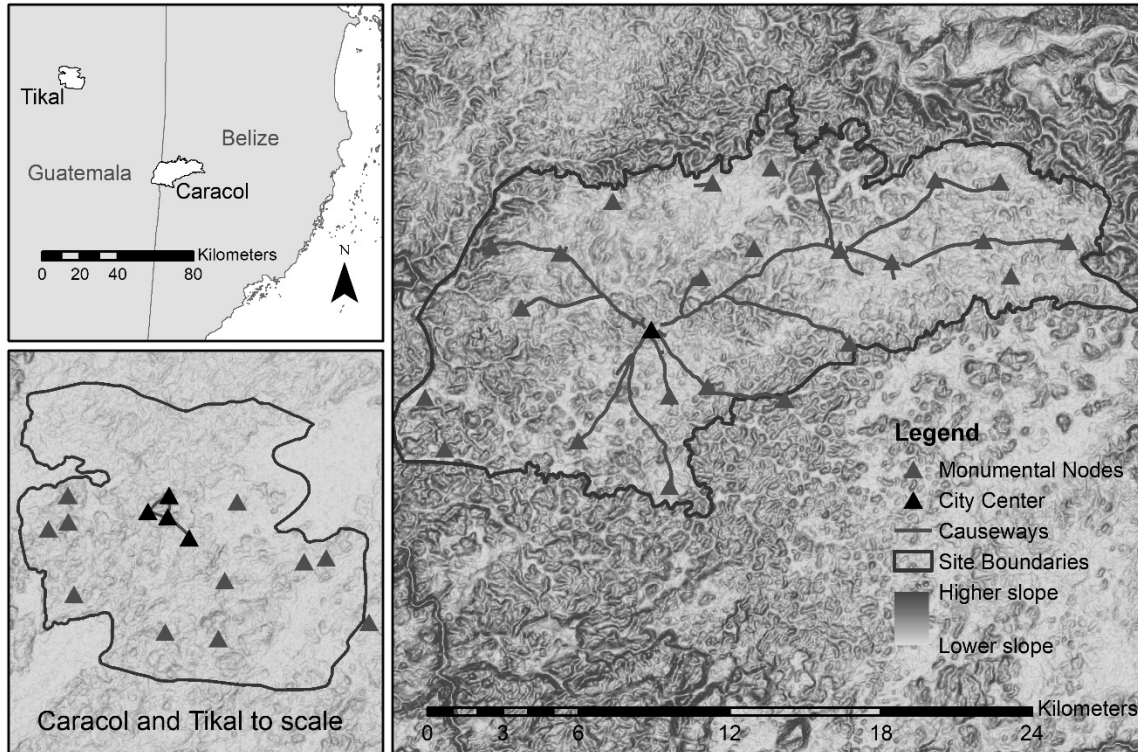 Tikal
Belize
Guatemala
Caracol
Kilometers
0 20 40 80
N
Caracol and Tikal to scale
Legend
Monumental Nodes
City Center
Causeways
Site Boundaries
Higher slope
Lower slope
Kilometers
0 3 6 12 18 24